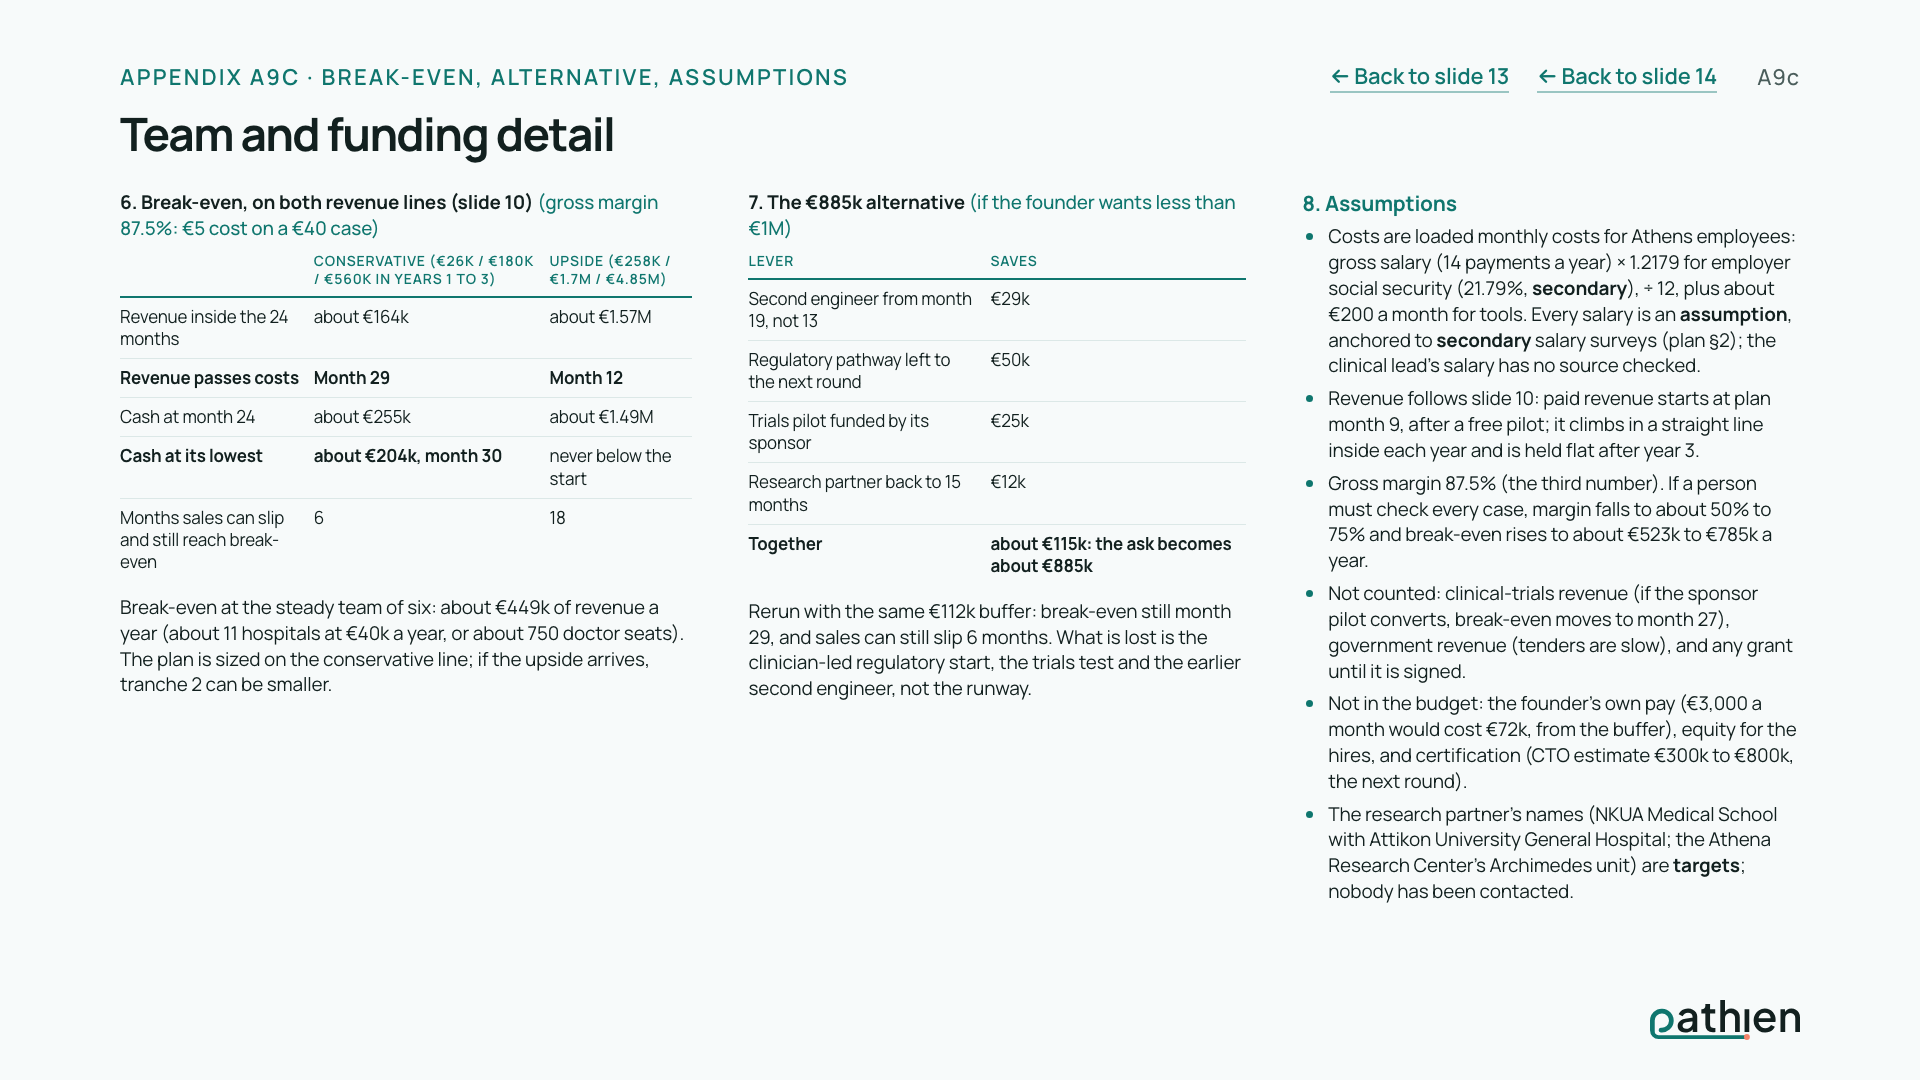 APPENDIX A9C · BREAK-EVEN, ALTERNATIVE, ASSUMPTIONS
← Back to slide 13
← Back to slide 14
A9c
Team and funding detail
6. Break-even, on both revenue lines (slide 10) (gross margin
87.5%: €5 cost on a €40 case)
CONSERVATIVE (€26K / €180K
/ €560K IN YEARS 1 TO 3)
UPSIDE (€258K /
€1.7M / €4.85M)
Revenue inside the 24
months
about €164k
about €1.57M
Revenue passes costs
Month 29
Month 12
Cash at month 24
about €255k
about €1.49M
Cash at its lowest
about €204k, month 30
never below the
start
Months sales can slip
and still reach break-
even
6
18
Break-even at the steady team of six: about €449k of revenue a
year (about 11 hospitals at €40k a year, or about 750 doctor seats).
The plan is sized on the conservative line; if the upside arrives,
tranche 2 can be smaller.
7. The €885k alternative (if the founder wants less than
€1M)
LEVER
SAVES
Second engineer from month
19, not 13
€29k
Regulatory pathway left to
the next round
€50k
Trials pilot funded by its
sponsor
€25k
Research partner back to 15
months
€12k
Together
about €115k: the ask becomes
about €885k
Rerun with the same €112k buffer: break-even still month
29, and sales can still slip 6 months. What is lost is the
clinician-led regulatory start, the trials test and the earlier
second engineer, not the runway.
8. Assumptions
• Costs are loaded monthly costs for Athens employees:
gross salary (14 payments a year) × 1.2179 for employer
social security (21.79%, secondary), ÷ 12, plus about
€200 a month for tools. Every salary is an assumption,
anchored to secondary salary surveys (plan §2); the
clinical lead's salary has no source checked.
• Revenue follows slide 10: paid revenue starts at plan
month 9, after a free pilot; it climbs in a straight line
inside each year and is held flat after year 3.
• Gross margin 87.5% (the third number). If a person
must check every case, margin falls to about 50% to
75% and break-even rises to about €523k to €785k a
year.
• Not counted: clinical-trials revenue (if the sponsor
pilot converts, break-even moves to month 27),
government revenue (tenders are slow), and any grant
until it is signed.
• Not in the budget: the founder's own pay (€3,000 a
month would cost €72k, from the buffer), equity for the
hires, and certification (CTO estimate €300k to €800k,
the next round).
• The research partner's names (NKUA Medical School
with Attikon University General Hospital; the Athena
Research Center's Archimedes unit) are targets;
nobody has been contacted.
pathien